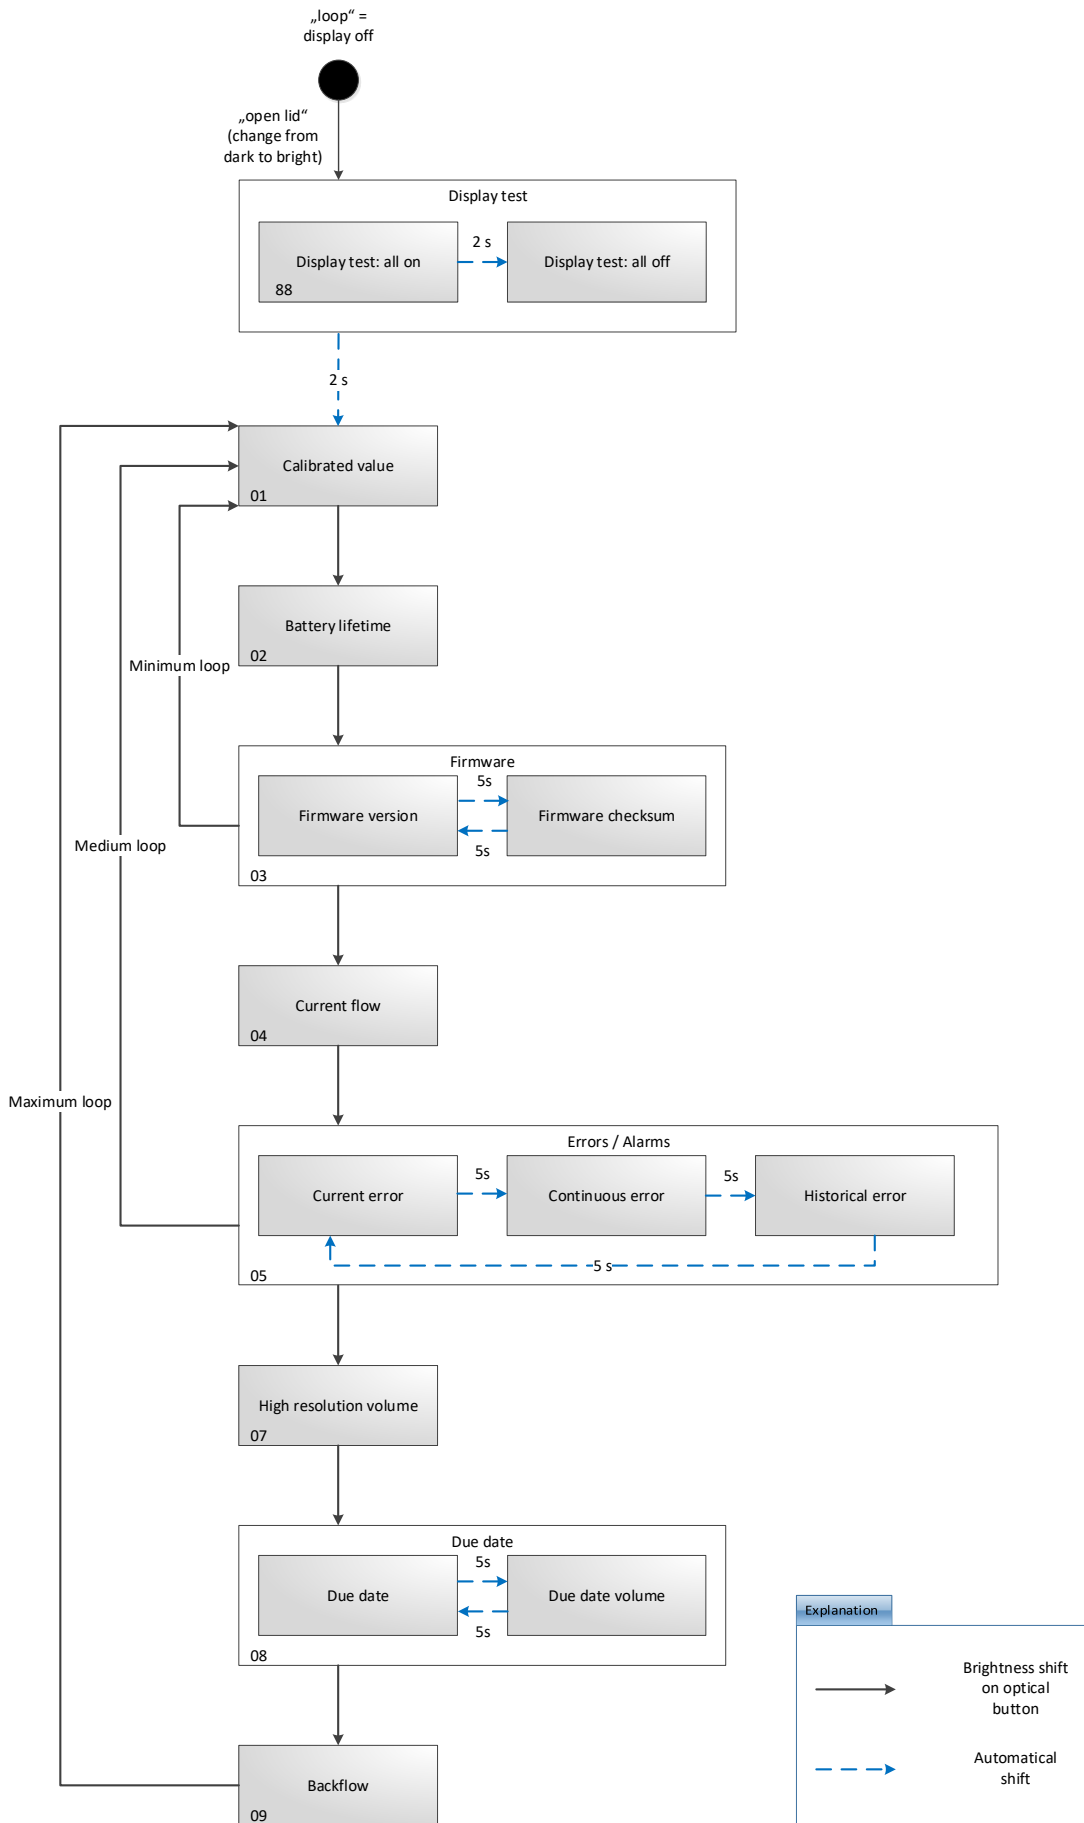 „loop“ =
display off
„open lid“
(change from
dark to bright)
Display test
Display test: all on
88
2 s
Display test: all off
2 s
Calibrated value
01
Battery lifetime
02
Minimum loop
Firmware
Firmware version
5s
5s
Firmware checksum
03
Medium loop
Current flow
04
Maximum loop
Errors / Alarms
Current error
5s
Continuous error
5s
Historical error
5 s
05
High resolution volume
07
Due date
Due date
5s
5s
Due date volume
08
Backflow
09
Explanation
Brightness shift
on optical
button
Automatical
shift